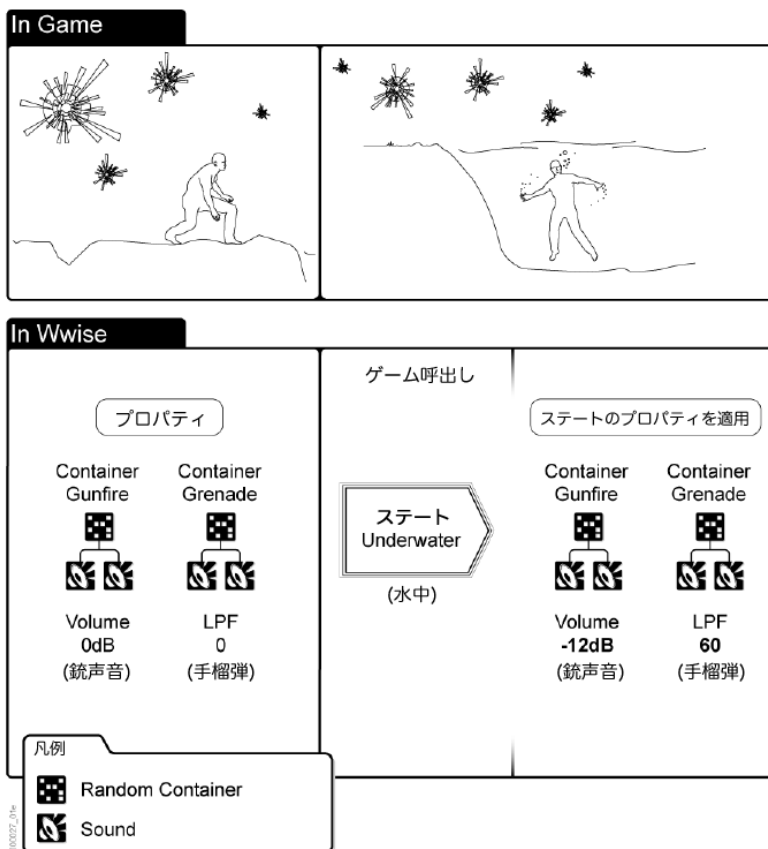 In Game
In Wwise
プロパティ
Container
Gunfire
Volume
0dB
(銃声音)
Container
Grenade
LPF
0
(手榴弾)
ゲーム呼出し
ステート
Underwater
(水中)
ステートのプロパティを適用
Container
Gunfire
Volume
-12dB
(銃声音)
Container
Grenade
LPF
60
(手榴弾)
凡例
Random Container
Sound